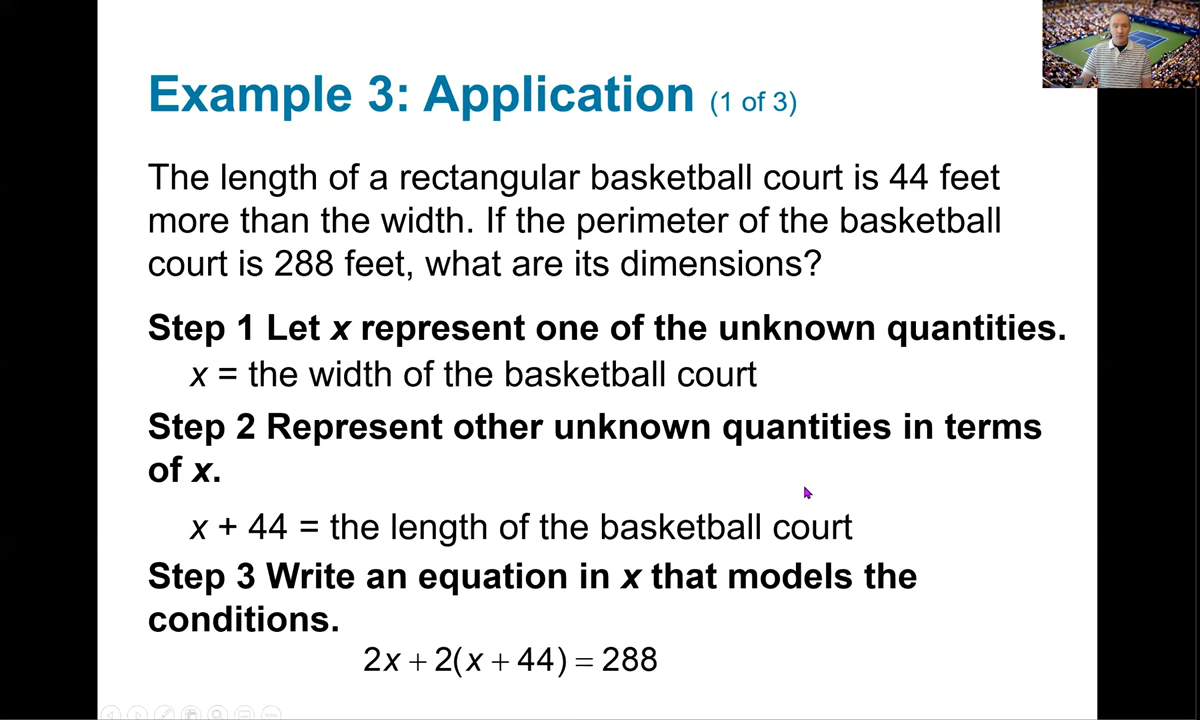 Example 3: Application (1 of 3)
The length of a rectangular basketball court is 44 feet
more than the width. If the perimeter of the basketball
court is 288 feet, what are its dimensions?
Step 1 Let x represent one of the unknown quantities.
x = the width of the basketball court
Step 2 Represent other unknown quantities in terms
of x.
x + 44 = the length of the basketball court
Step 3 Write an equation in x that models the
conditions.
2x + 2(x + 44) = 288